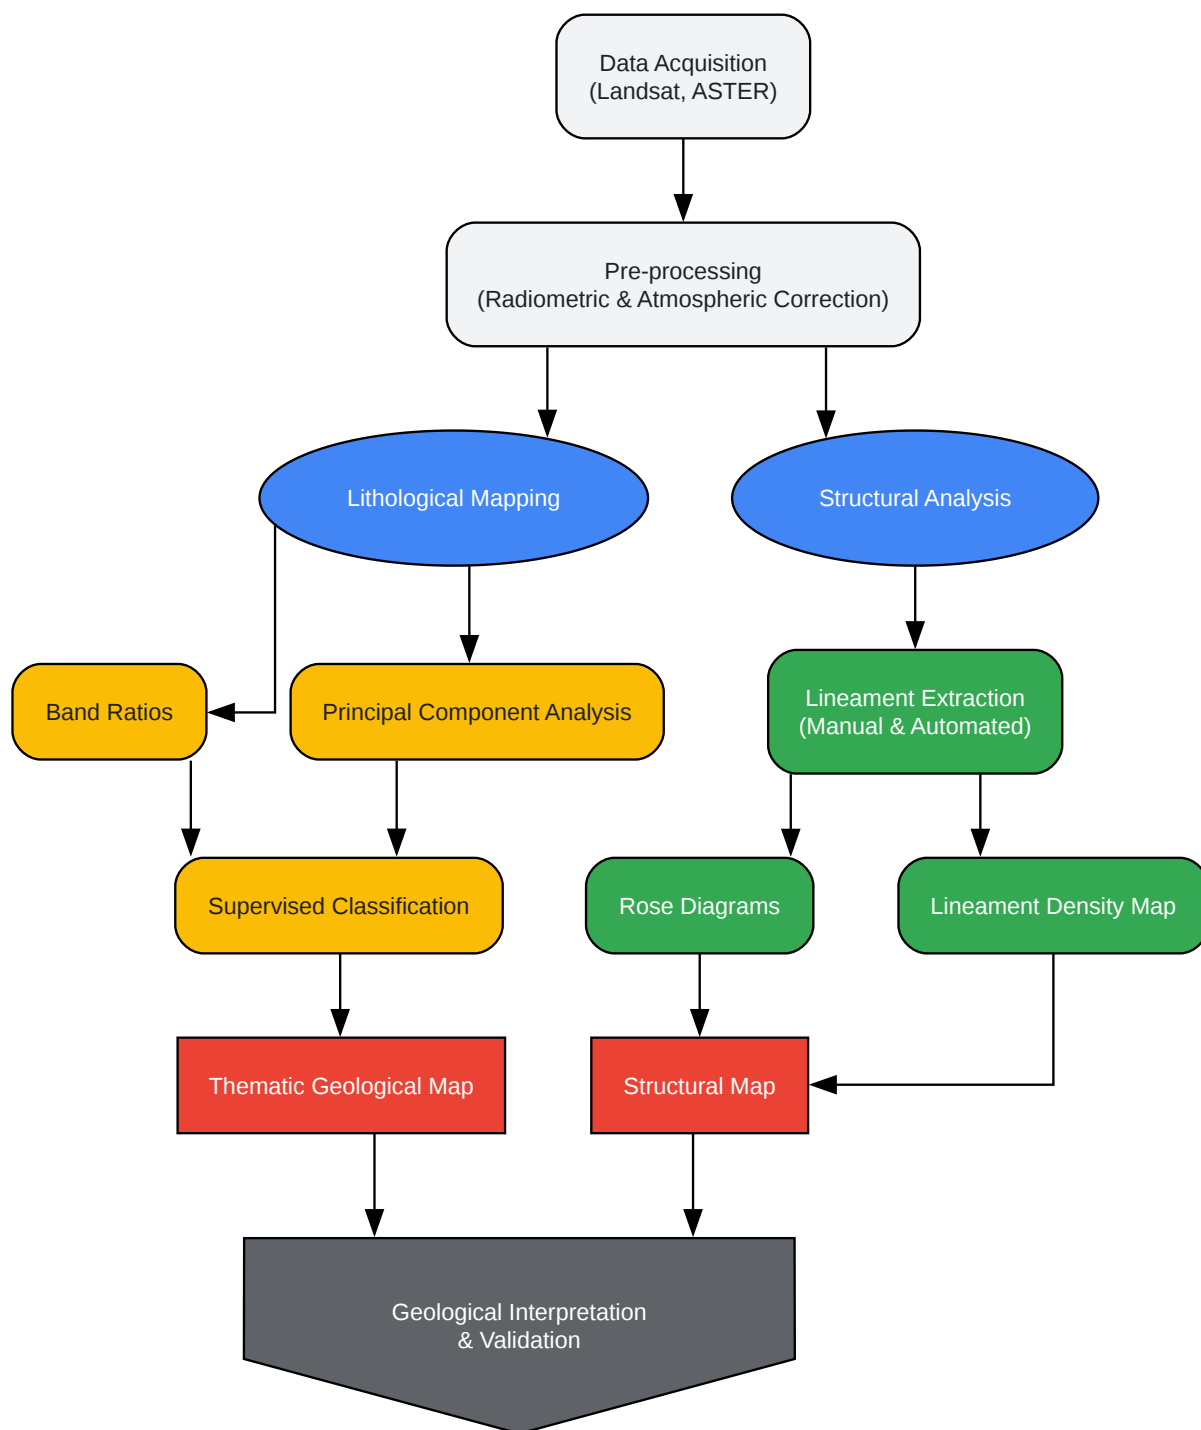 Data Acquisition
(Landsat, ASTER)
Pre-processing
(Radiometric & Atmospheric Correction)
Lithological Mapping
Structural Analysis
Band Ratios
Principal Component Analysis
Lineament Extraction
(Manual & Automated)
Supervised Classification
Rose Diagrams
Lineament Density Map
Thematic Geological Map
Structural Map
Geological Interpretation
& Validation